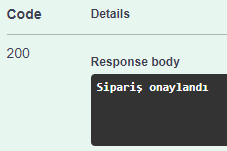 Code Details
200
Response body
Sipariş onaylandı